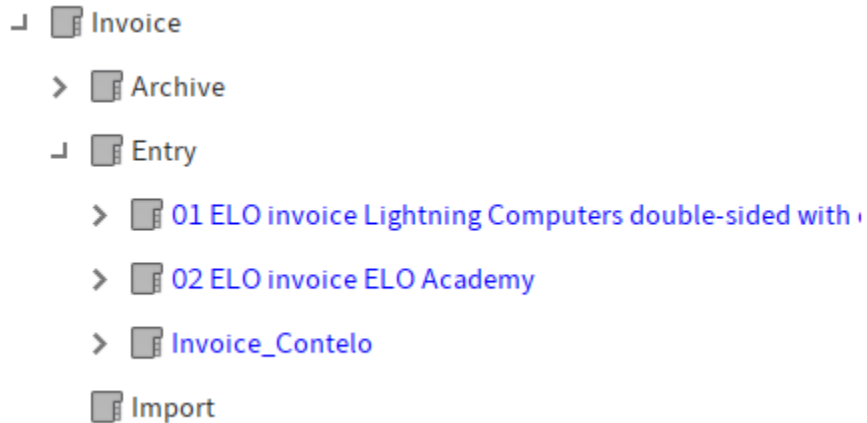 Invoice
Archive
Entry
01 ELO invoice Lightning Computers double-sided with
02 ELO invoice ELO Academy
Invoice_Contelo
Import